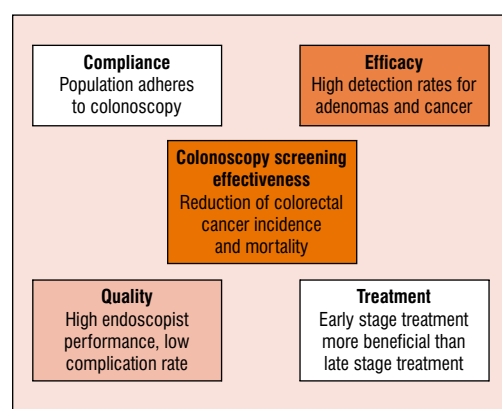 Compliance
Population adheres
to colonoscopy
Efficacy
High detection rates for
adenomas and cancer
Colonoscopy screening
effectiveness
Reduction of colorectal
cancer incidence
and mortality
Quality
High endoscopist
performance, low
complication rate
Treatment
Early stage treatment
more beneficial than
late stage treatment